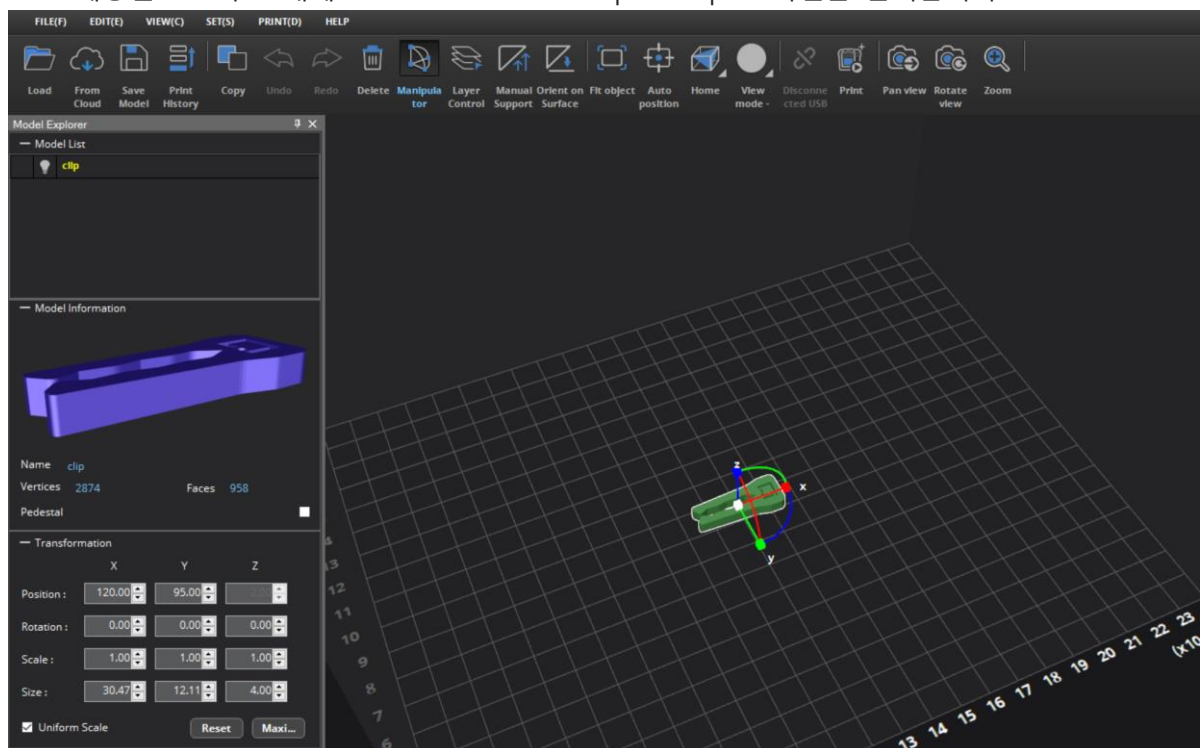 FILE(F) EDIT(E) VIEW(C) SET(S) PRINT(D) HELP
Load From Cloud Save Model Print History Copy Undo Redo Delete Manipulator Layer Control Manual Support Orient on Surface Fit object Auto position Home View mode - Disconnected USB Print Pan view Rotate view Zoom
Model Explorer
Model List
clip
Model Information
Name clip
Vertices 2874 Faces 958
Pedestal
Transformation
X Y Z
Position : 120.00 95.00
Rotation : 0.00 0.00 0.00
Scale : 1.00 1.00 1.00
Size : 30.47 12.11 4.00
Uniform Scale Reset Maxi...
z
x
y
13
12
11
10
9
8
7
6
13 14 15 16 17 18 19 20 21 22 23
(x10